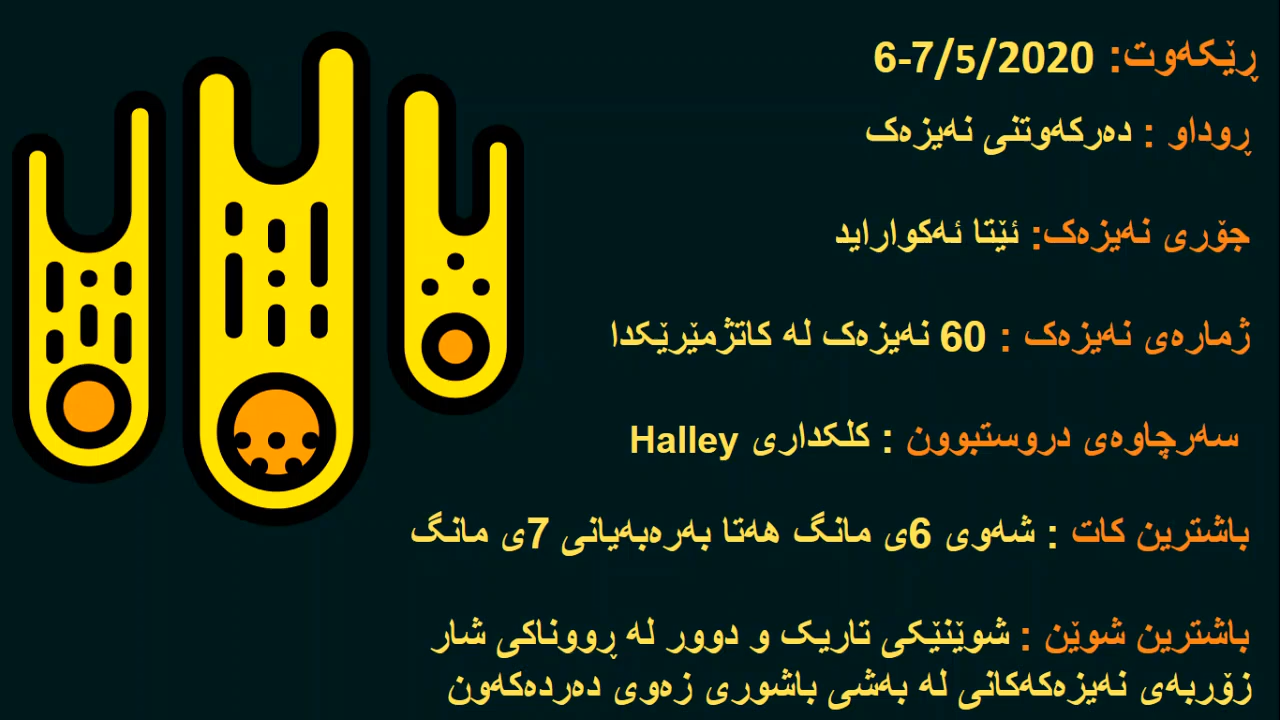 ڕێکەوت: 6-7/5/2020
ڕوداو : دەرکەوتنی نەیزەک
جۆری نەیزەک: ئێتا ئەکواراید
ژمارەی نەیزەک : 60 نەیزەک لە کاتژمێرێکدا
سەرچاوەی دروستبوون : کلکداری Halley
باشترین کات : شەوی 6ی مانگ هەتا بەرەبەیانی 7ی مانگ
باشترین شوێن : شوێنێکی تاریک و دوور لە ڕووناکی شار
زۆربەی نەیزەکەکانی لە بەشی باشوری زەوی دەردەکەون